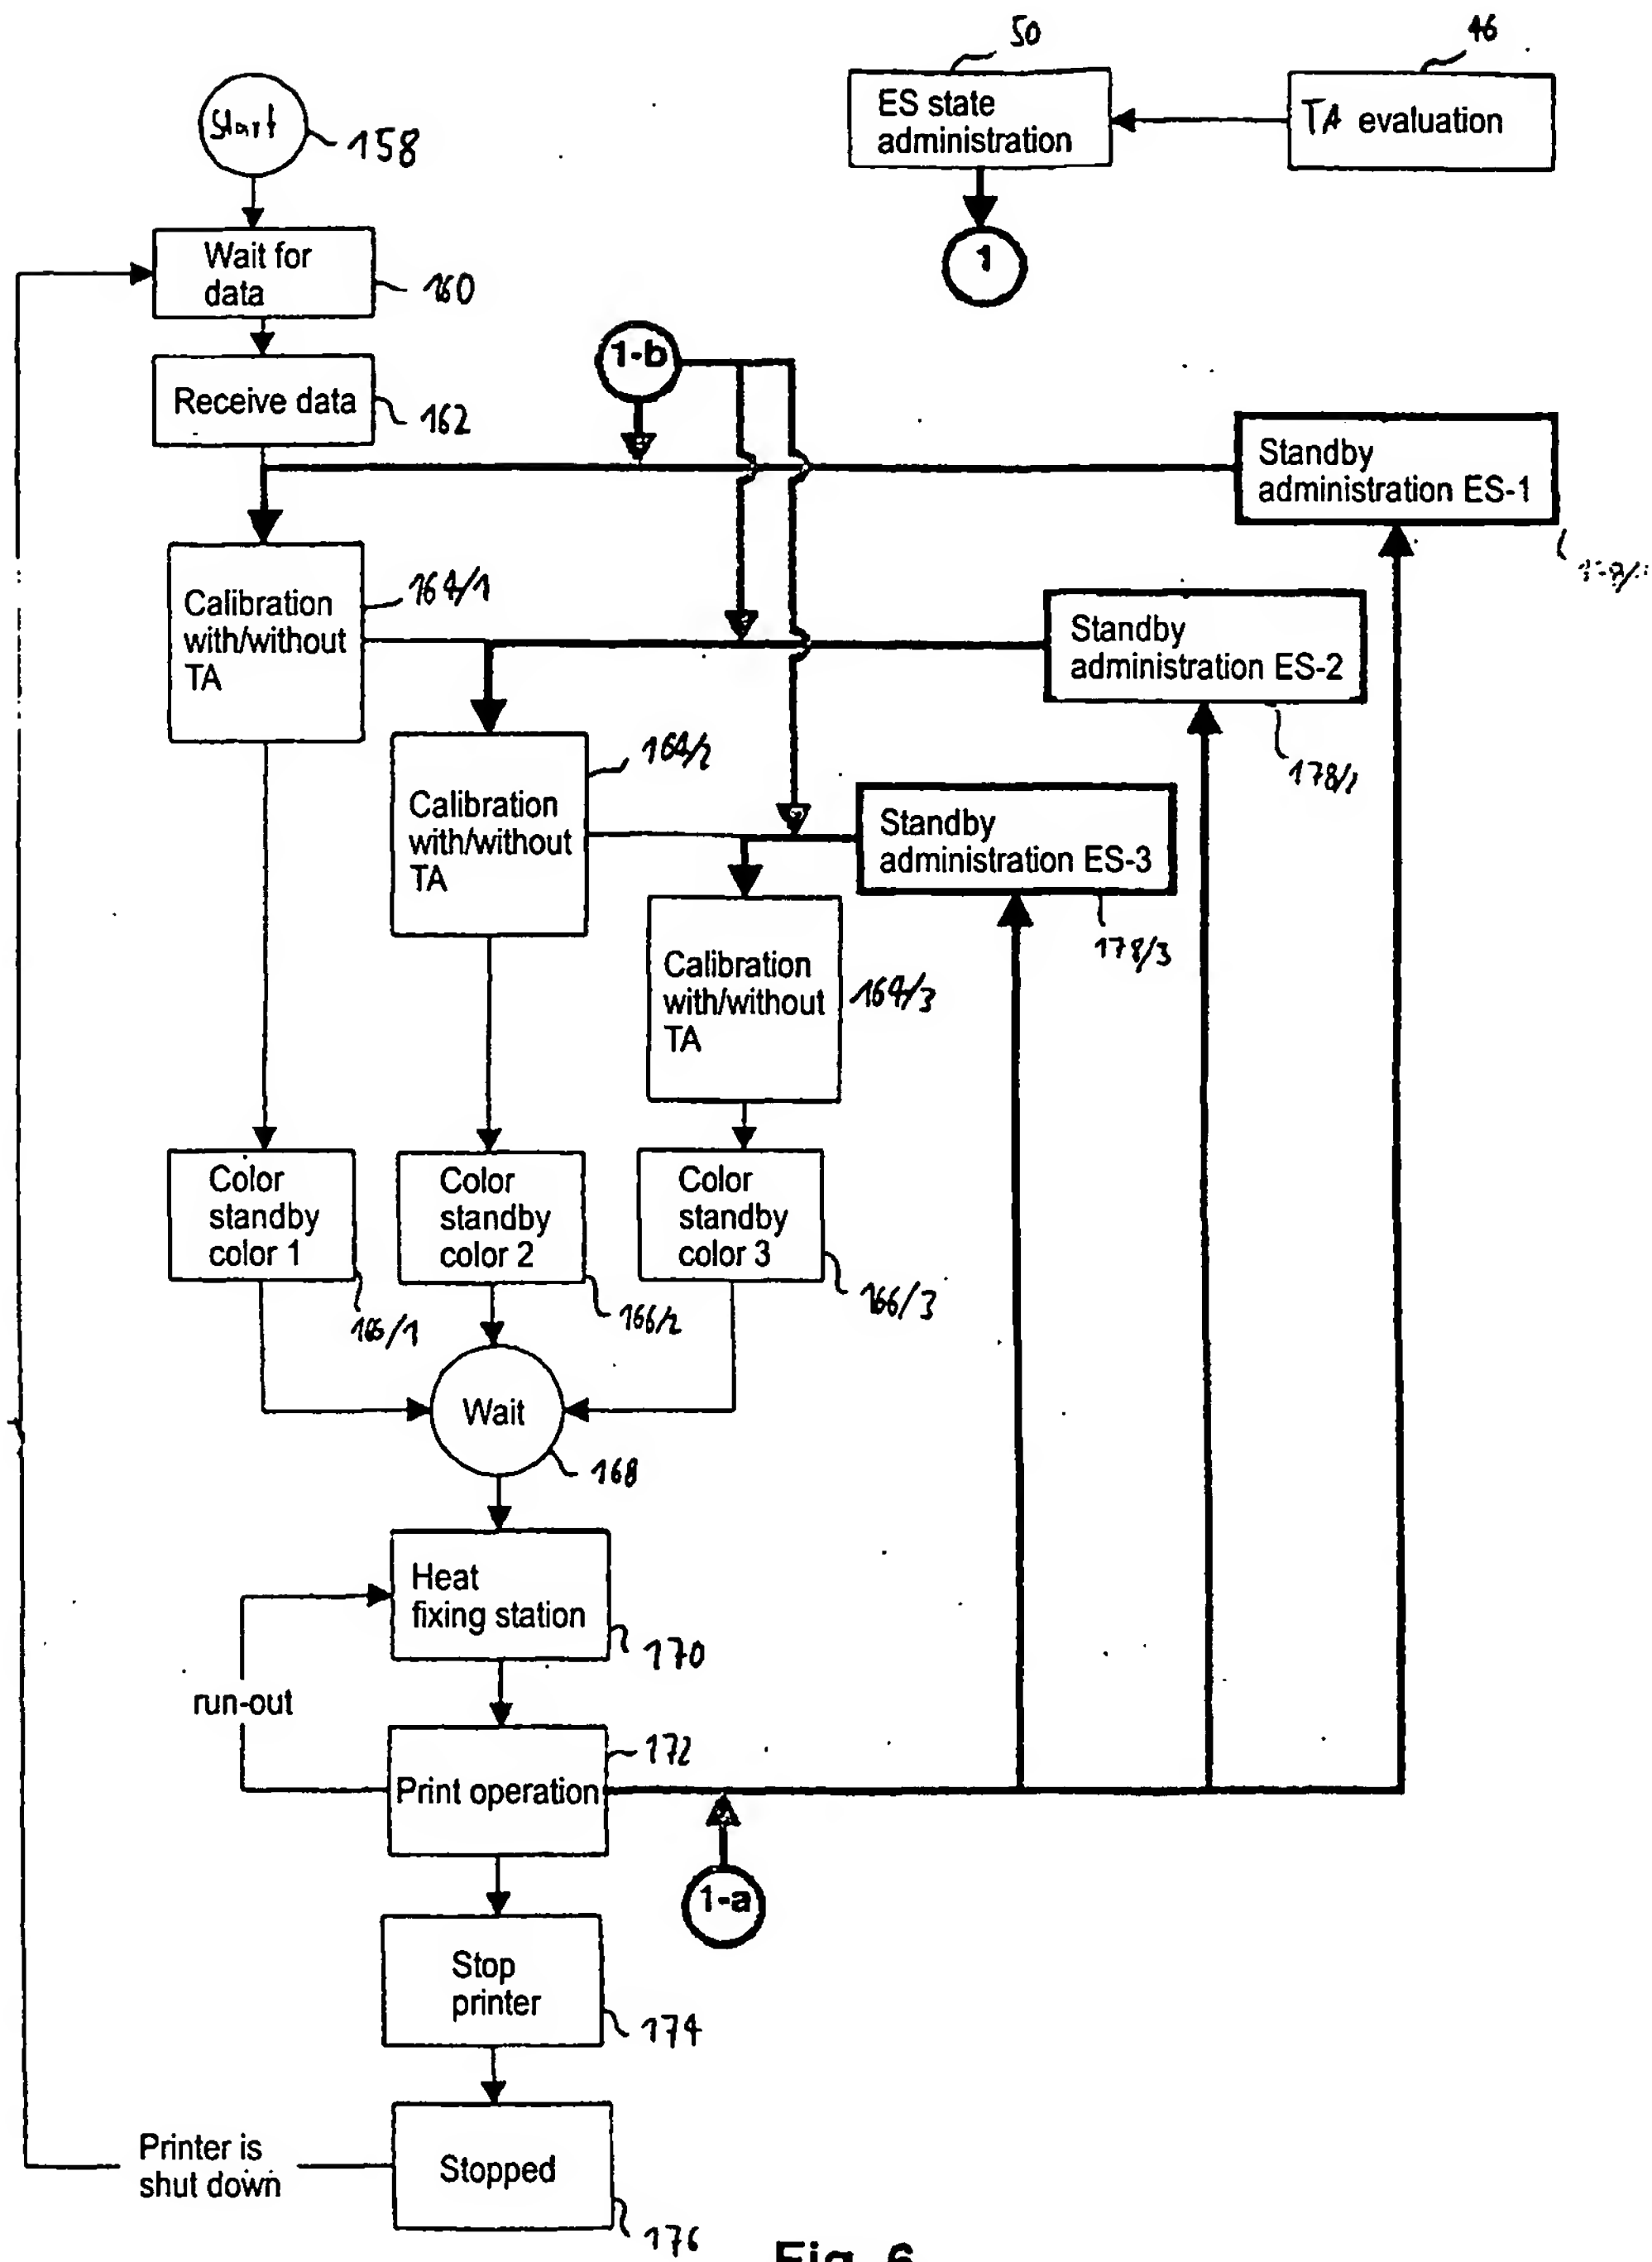 50
46
Start
158
ES state
administration
TA evaluation
1
Wait for
data
160
1-b
Receive data
162
Standby
administration ES-1
Calibration
with/without
TA
164/1
Standby
administration ES-2
164/2
Calibration
with/without
TA
Standby
administration ES-3
178/3
Calibration
with/without
TA
164/3
Color
standby
color 1
Color
standby
color 2
Color
standby
color 3
166/1
166/2
166/3
Wait
168
Heat
fixing station
170
run-out
172
Print operation
1-a
Stop
printer
174
Printer is
shut down
Stopped
176
Fig. 6